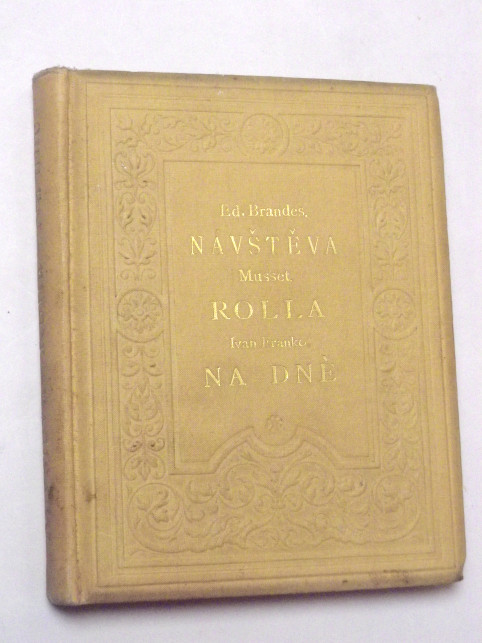 Ed. Brandes,
NÁVŠTĚVA
Musset,
ROLLA
Ivan Franko,
NA DNĚ